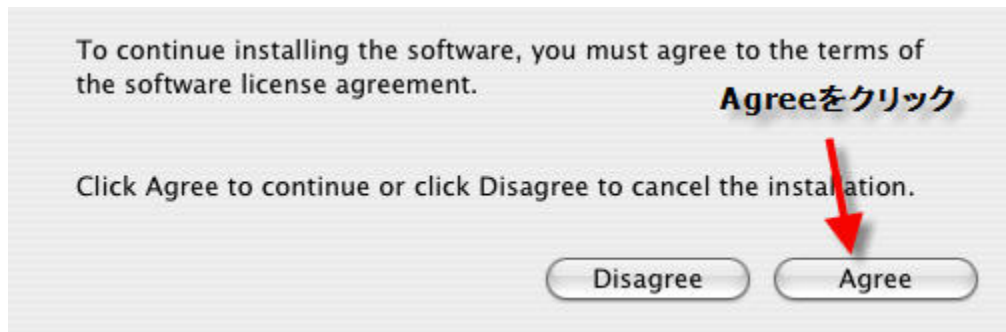 To continue installing the software, you must agree to the terms of
the software license agreement.
Agreeをクリック
Click Agree to continue or click Disagree to cancel the installation.
Disagree
Agree